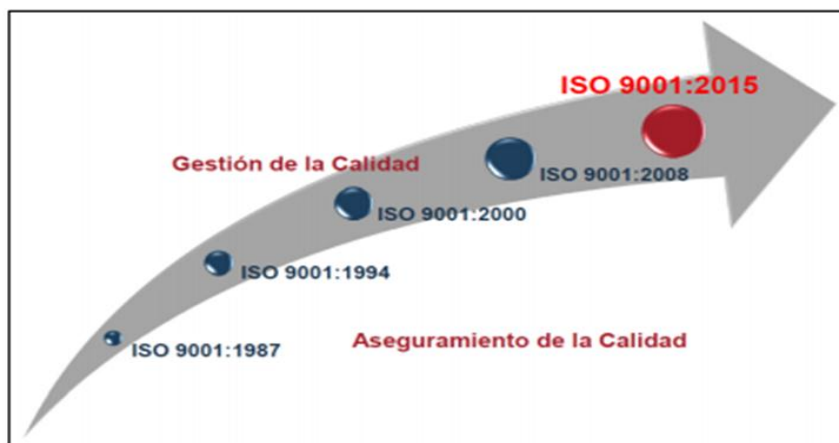 ISO 9001:2015
Gestión de la Calidad
ISO 9001:2008
ISO 9001:2000
ISO 9001:1994
Aseguramiento de la Calidad
ISO 9001:1987